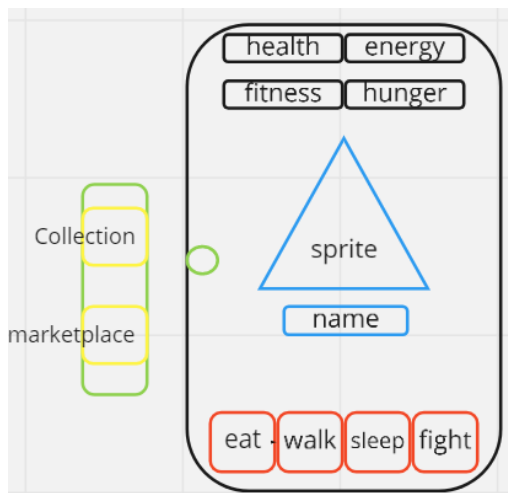 health energy
fitness hunger
Collection
sprite
name
marketplace
eat walk sleep fight